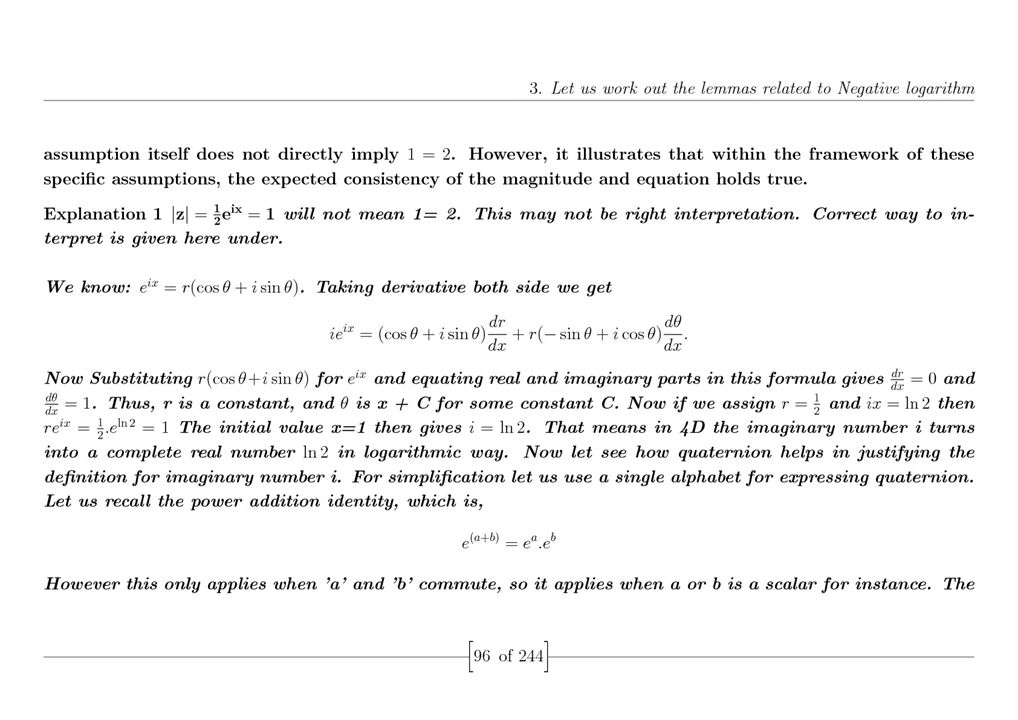 3. Let us work out the lemmas related to Negative logarithm
assumption itself does not directly imply 1 = 2. However, it illustrates that within the framework of these
specific assumptions, the expected consistency of the magnitude and equation holds true.
Explanation 1 |z| = ½e^{ix} = 1 will not mean 1= 2. This may not be right interpretation. Correct way to in-
terpret is given here under.
We know: e^{ix} = r(cos θ + i sin θ). Taking derivative both side we get
ie^{ix} = (cos θ + i sin θ) dr/dx + r(− sin θ + i cos θ) dθ/dx.
Now Substituting r(cos θ+i sin θ) for e^{ix} and equating real and imaginary parts in this formula gives dr/dx = 0 and
dθ/dx = 1. Thus, r is a constant, and θ is x + C for some constant C. Now if we assign r = ½ and ix = ln 2 then
re^{ix} = ½.e^{ln 2} = 1 The initial value x=1 then gives i = ln 2. That means in 4D the imaginary number i turns
into a complete real number ln 2 in logarithmic way. Now let see how quaternion helps in justifying the
definition for imaginary number i. For simplification let us use a single alphabet for expressing quaternion.
Let us recall the power addition identity, which is,
e^{(a+b)} = e^a.e^b
However this only applies when 'a' and 'b' commute, so it applies when a or b is a scalar for instance. The
[96 of 244]